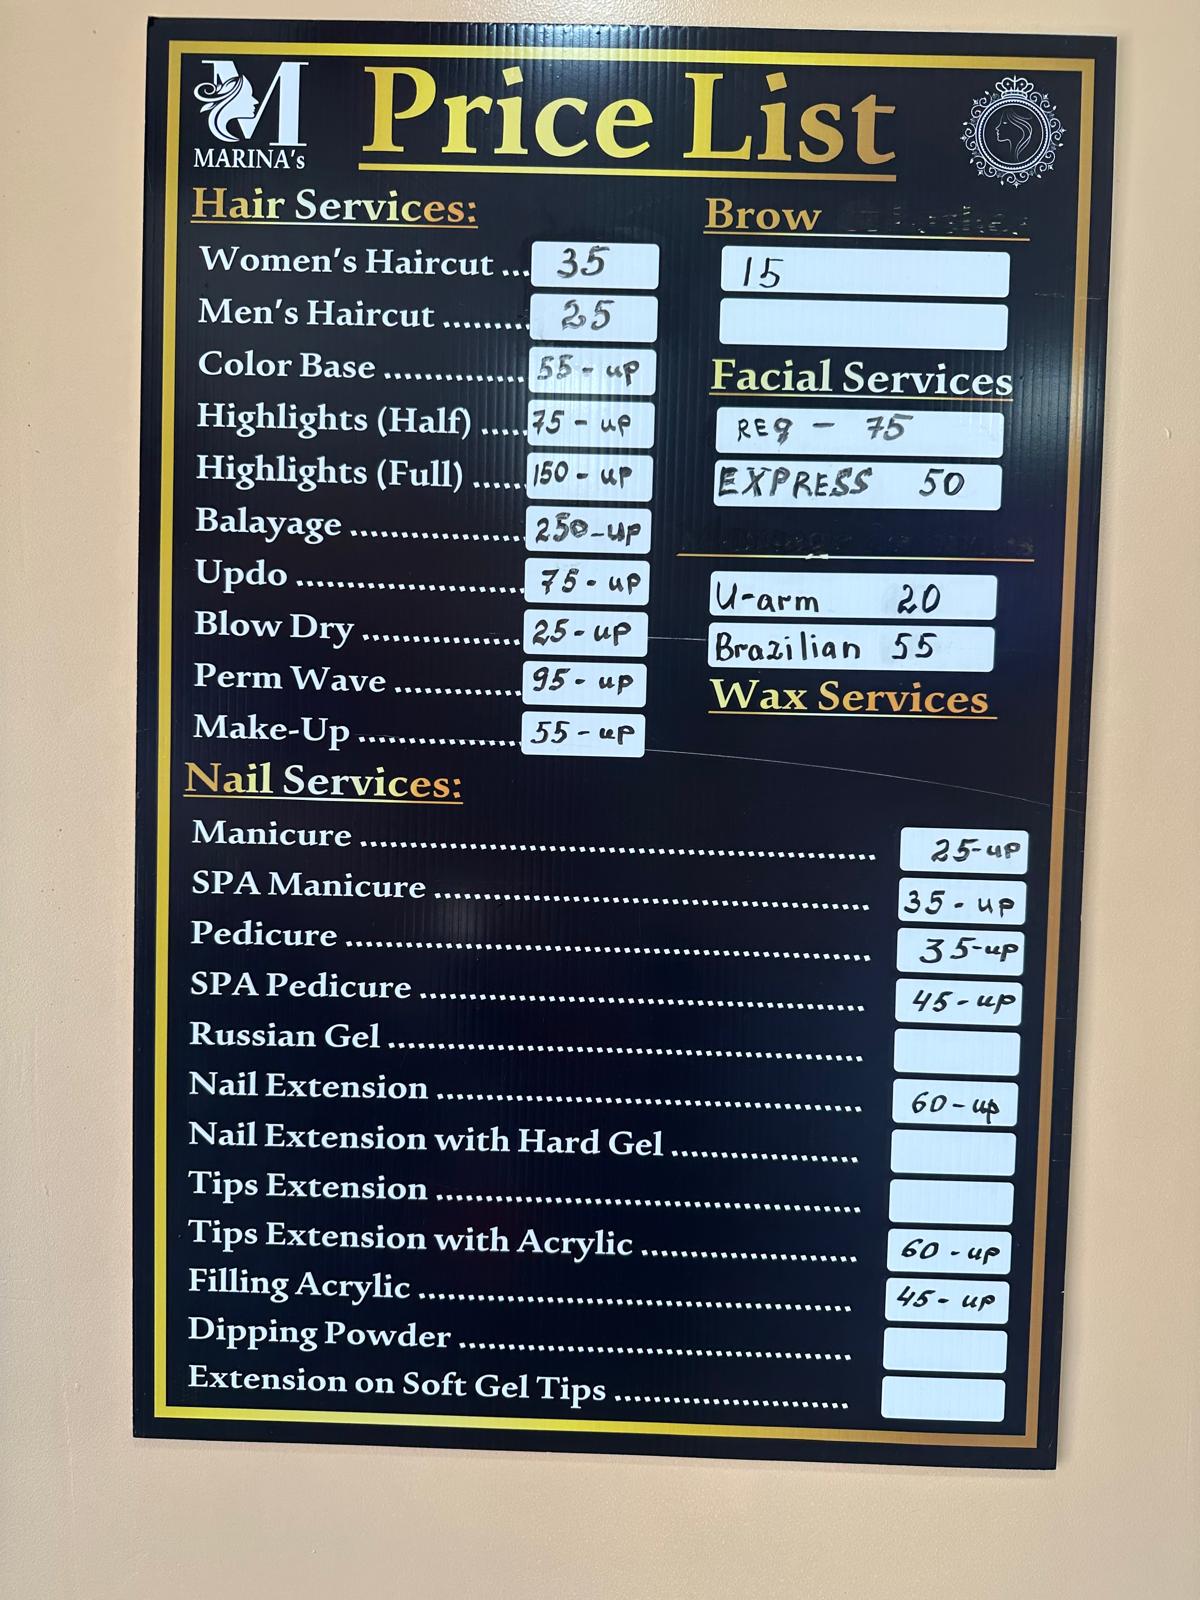 MARINA's
Price List
Hair Services:
Women's Haircut ... 35
Men's Haircut ......... 25
Color Base .............. 55 - up
Highlights (Half) ..... 75 - up
Highlights (Full) ...... 150 - up
Balayage ................. 250 - up
Updo ....................... 75 - up
Blow Dry ................ 25 - up
Perm Wave ............. 95 - up
Make-Up ................. 55 - up
Brow
15
Facial Services
REg - 75
EXPRESS 50
U-arm 20
Brazilian 55
Wax Services
Nail Services:
Manicure .................... 25-up
SPA Manicure .................... 35 - up
Pedicure .................... 35-up
SPA Pedicure .................... 45 - up
Russian Gel ....................
Nail Extension .................... 60 - up
Nail Extension with Hard Gel ....................
Tips Extension ....................
Tips Extension with Acrylic .................... 60 - up
Filling Acrylic .................... 45 - up
Dipping Powder ....................
Extension on Soft Gel Tips ....................